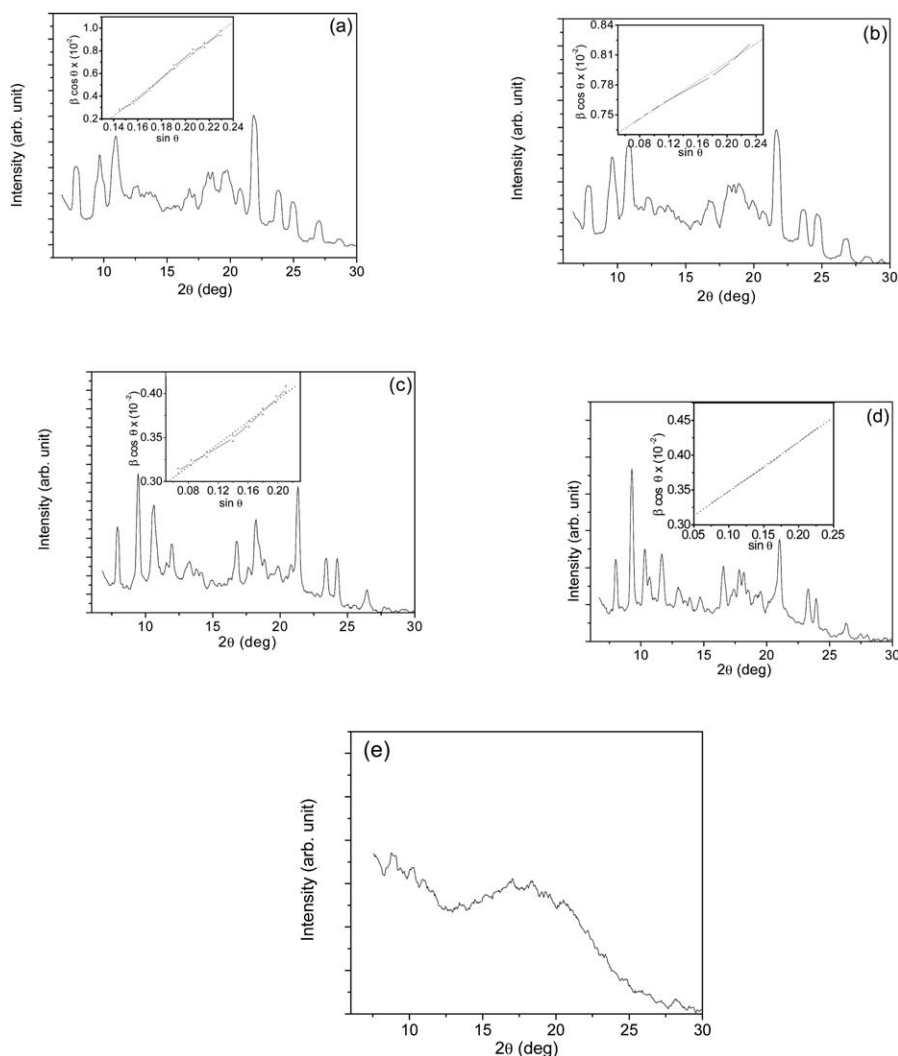 (a)
Intensity (arb. unit)
β cos θ x (10-2)
1.0
0.8
0.6
0.4
0.2
0.14 0.16 0.18 0.20 0.22 0.24
sin θ
10 15 20 25 30
2θ (deg)
(b)
Intensity (arb. unit)
β cos θ x (10-2)
0.84
0.81
0.78
0.75
0.08 0.12 0.16 0.20 0.24
sin θ
10 15 20 25 30
2θ (deg)
(c)
Intensity (arb. unit)
β cos θ x (10-2)
0.40
0.35
0.30
0.08 0.12 0.16 0.20
sin θ
10 15 20 25 30
2θ (deg)
(d)
Intensity (arb. unit)
β cos θ x (10-2)
0.45
0.40
0.35
0.30
0.05 0.10 0.15 0.20 0.25
sin θ
10 15 20 25 30
2θ (deg)
(e)
Intensity (arb. unit)
10 15 20 25 30
2θ (deg)